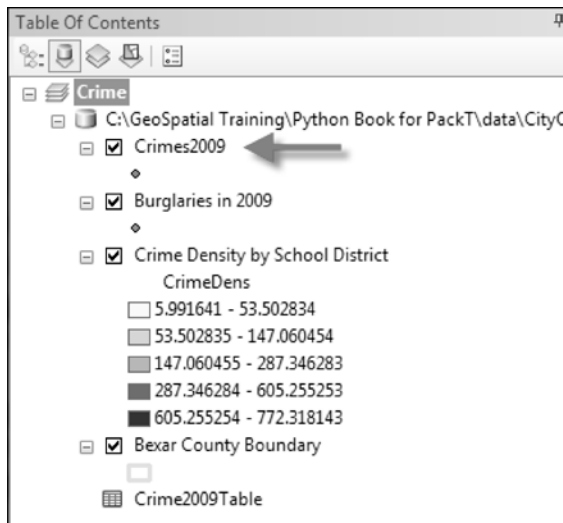 Table Of Contents
Crime
C:\GeoSpatial Training\Python Book for PackT\data\CityO
Crimes2009
Burglaries in 2009
Crime Density by School District
CrimeDens
5.991641 - 53.502834
53.502835 - 147.060454
147.060455 - 287.346283
287.346284 - 605.255253
605.255254 - 772.318143
Bexar County Boundary
Crime2009Table